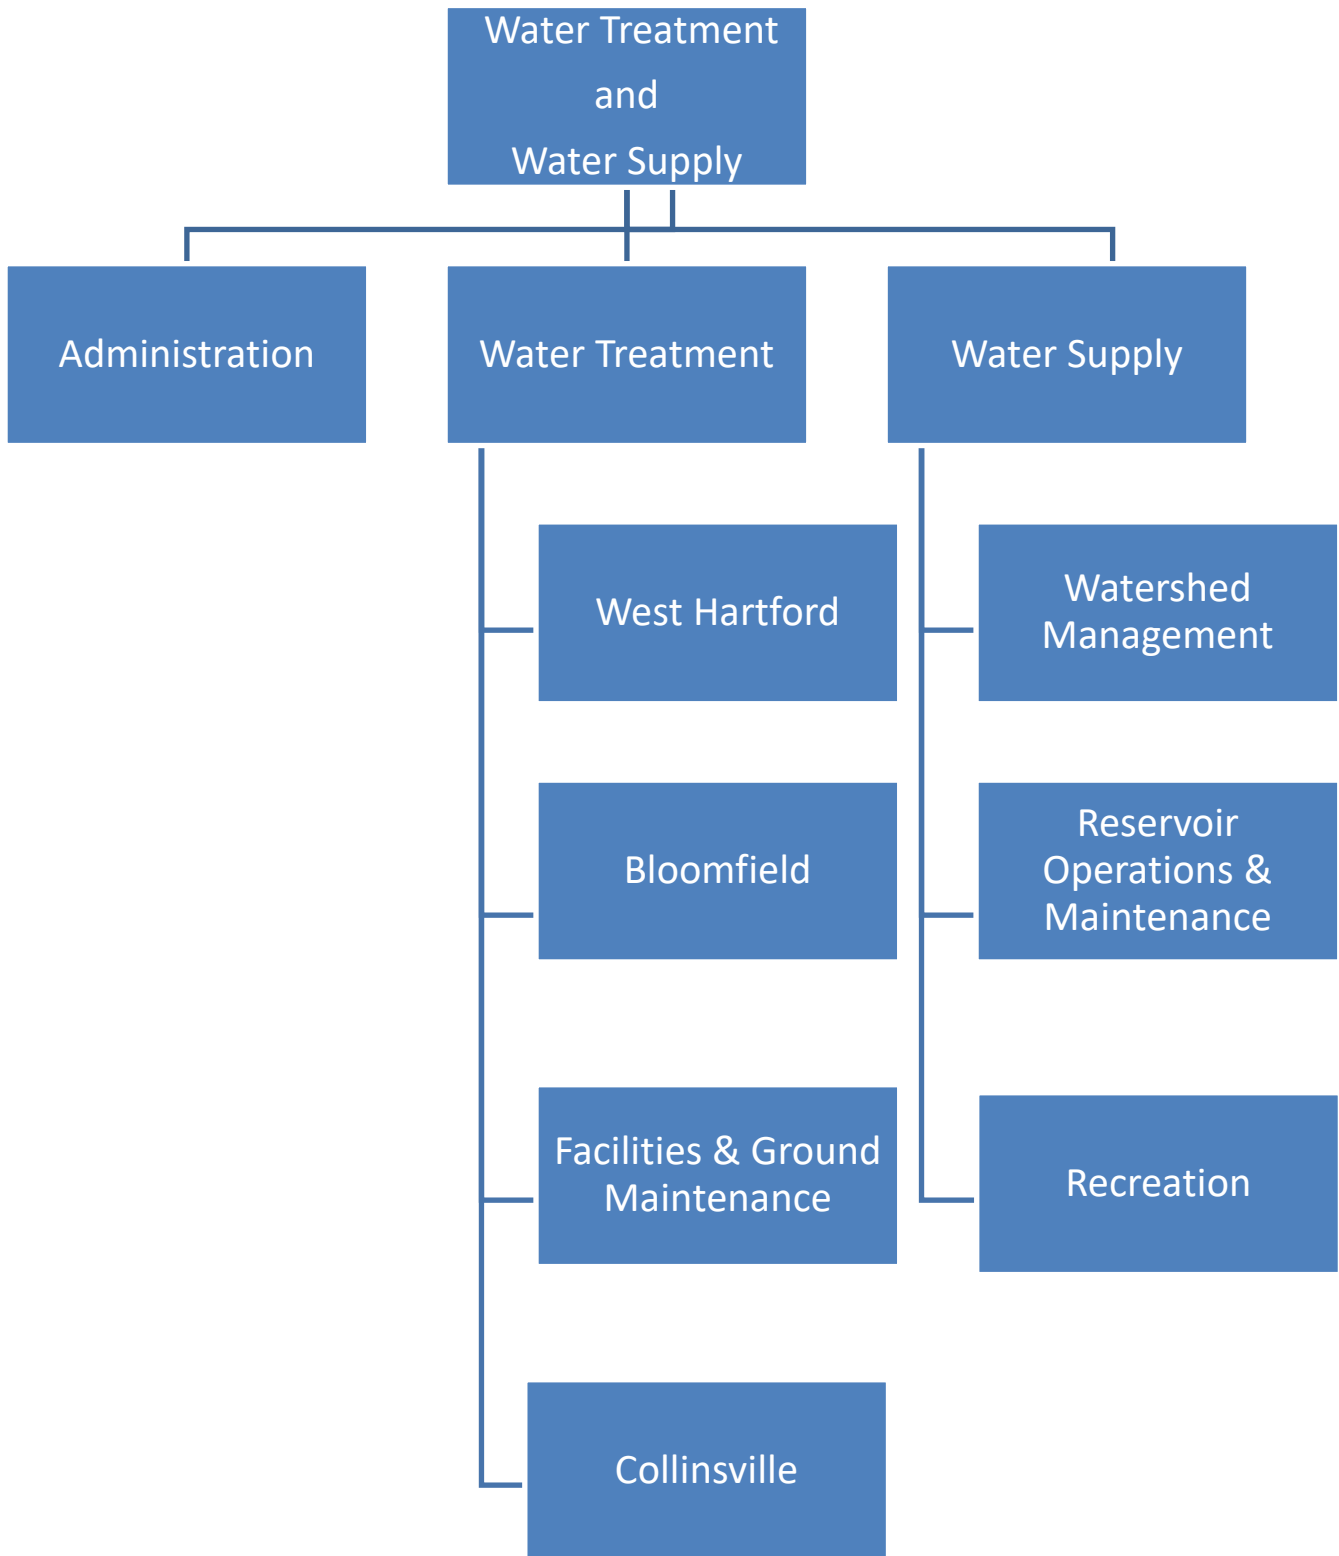 Water Treatment
and
Water Supply
Administration
Water Treatment
Water Supply
West Hartford
Watershed
Management
Bloomfield
Reservoir
Operations &
Maintenance
Facilities & Ground
Maintenance
Recreation
Collinsville